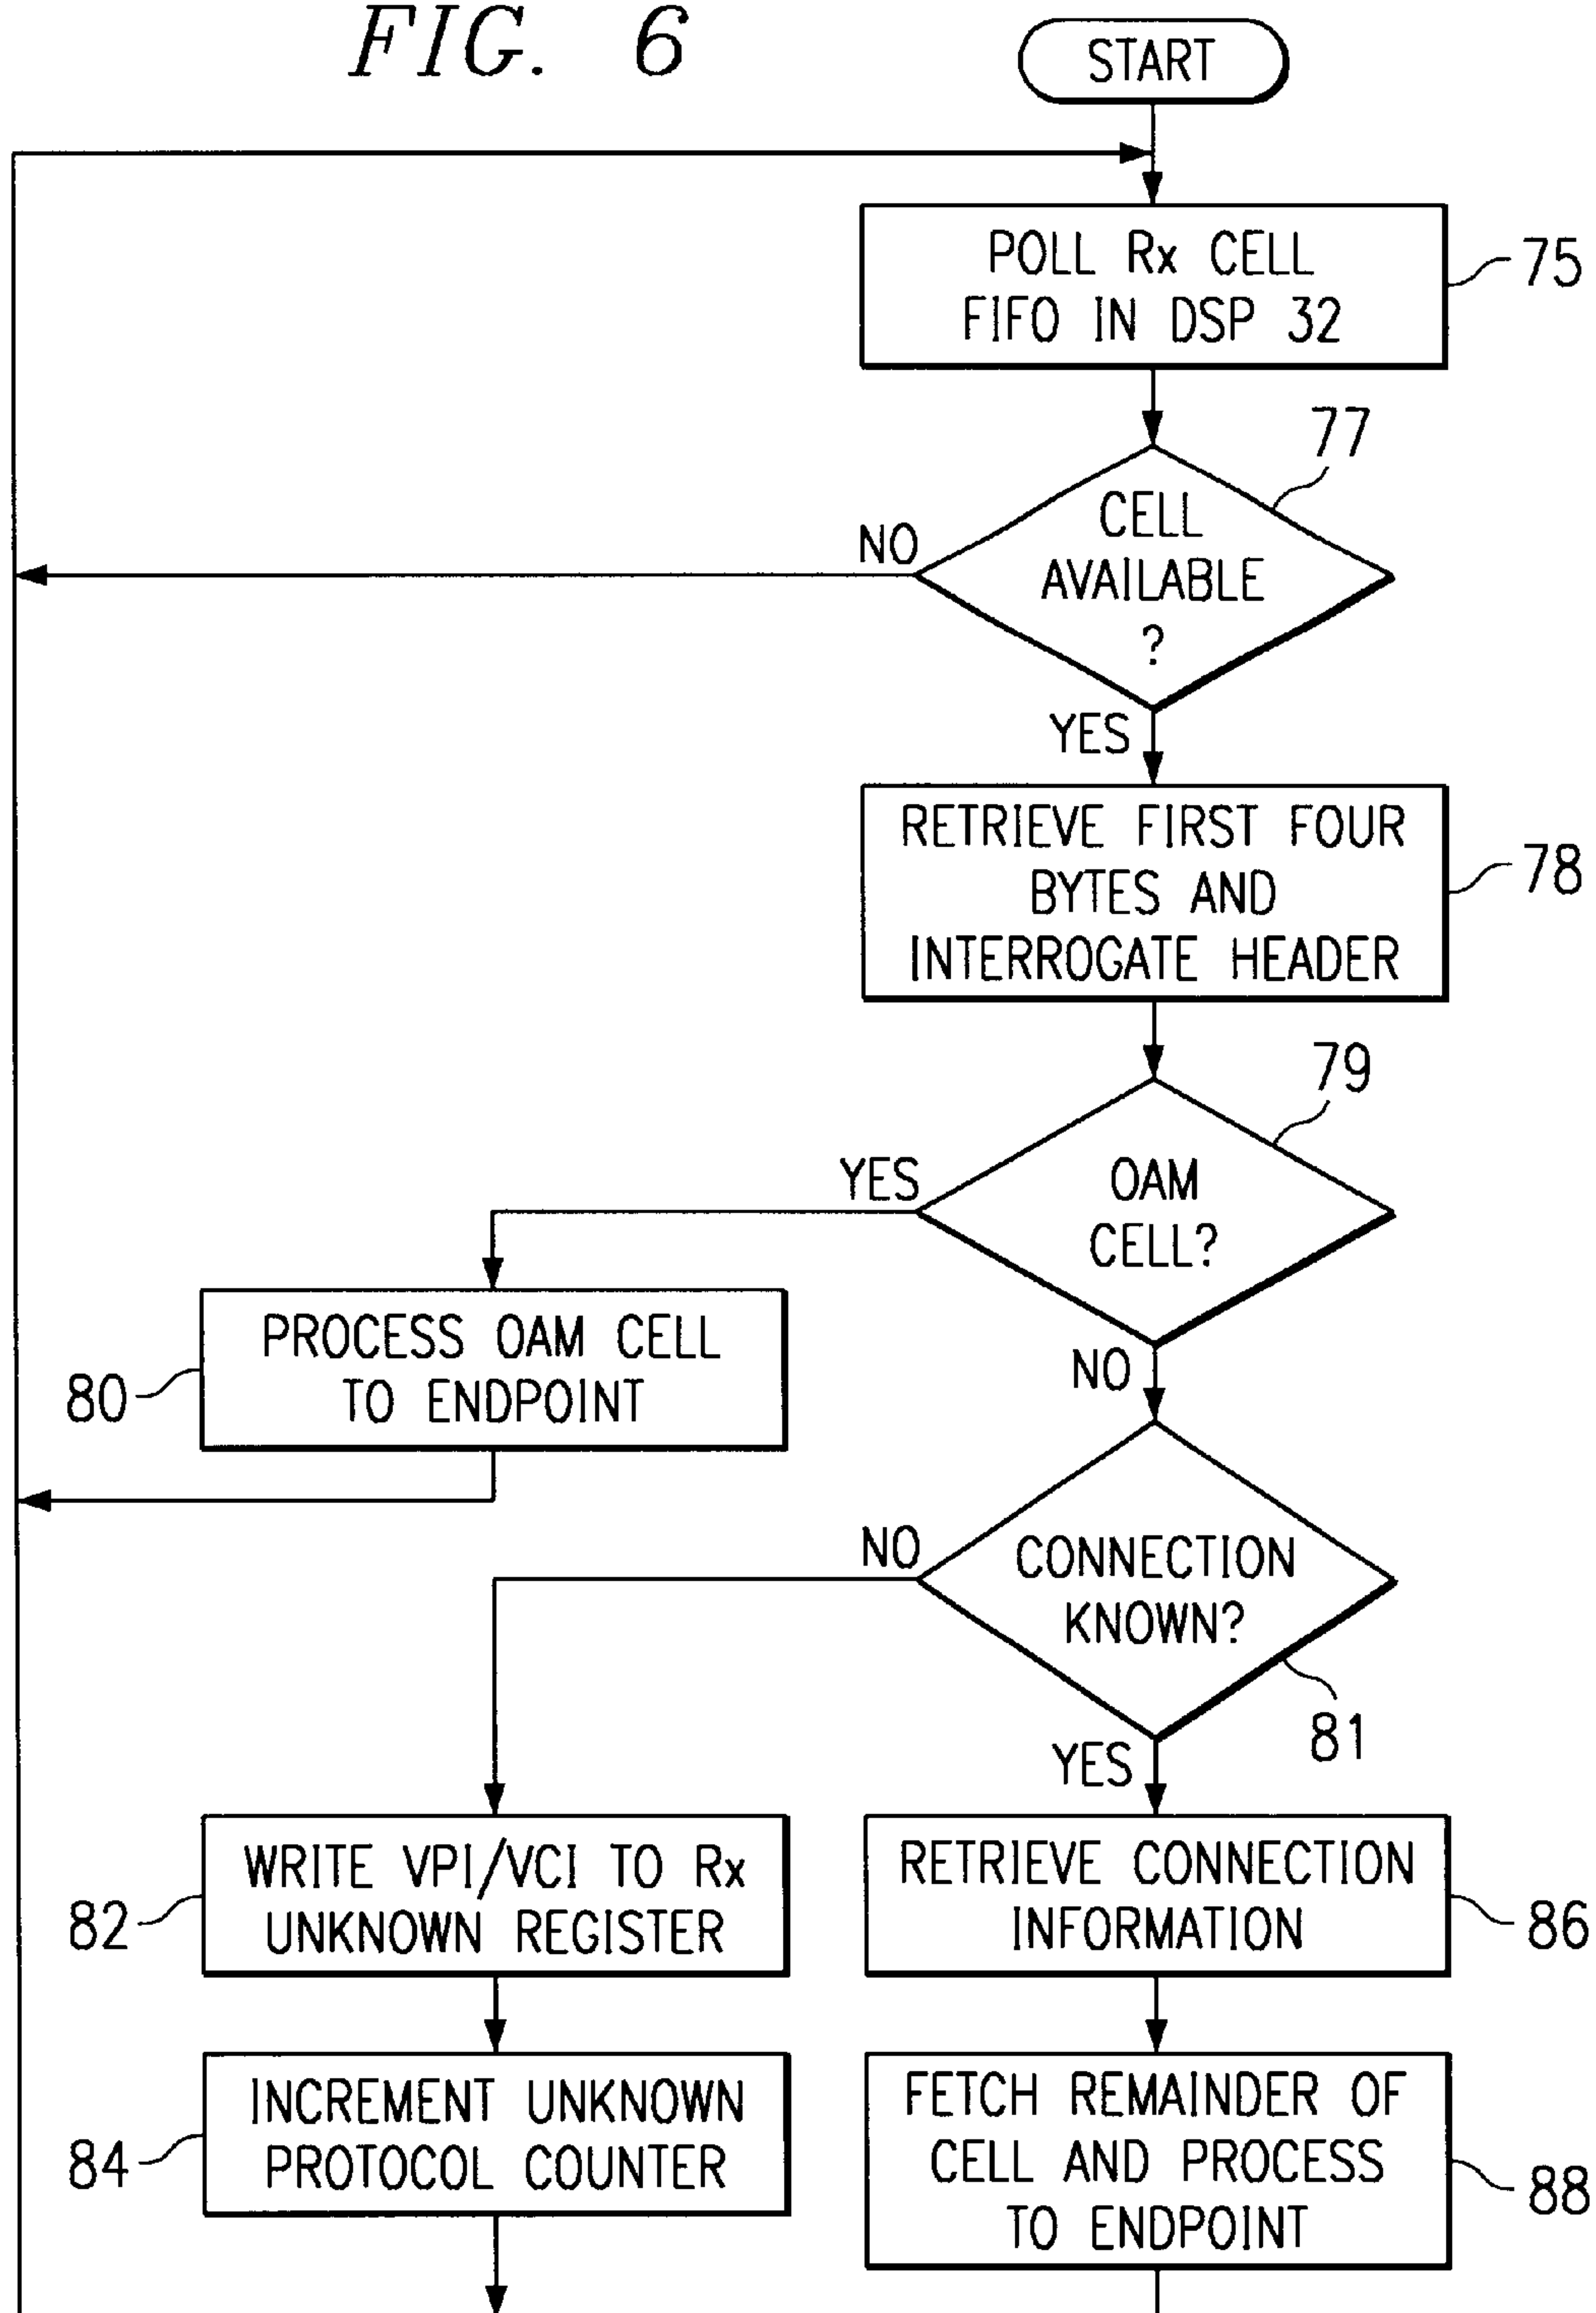 FIG. 6
START
POLL Rx CELL
FIFO IN DSP 32
75
77
CELL
AVAILABLE
?
NO
YES
RETRIEVE FIRST FOUR
BYTES AND
INTERROGATE HEADER
78
79
OAM
CELL?
YES
NO
PROCESS OAM CELL
TO ENDPOINT
80
CONNECTION
KNOWN?
NO
81
YES
WRITE VPI/VCI TO Rx
UNKNOWN REGISTER
82
RETRIEVE CONNECTION
INFORMATION
86
INCREMENT UNKNOWN
PROTOCOL COUNTER
84
FETCH REMAINDER OF
CELL AND PROCESS
TO ENDPOINT
88